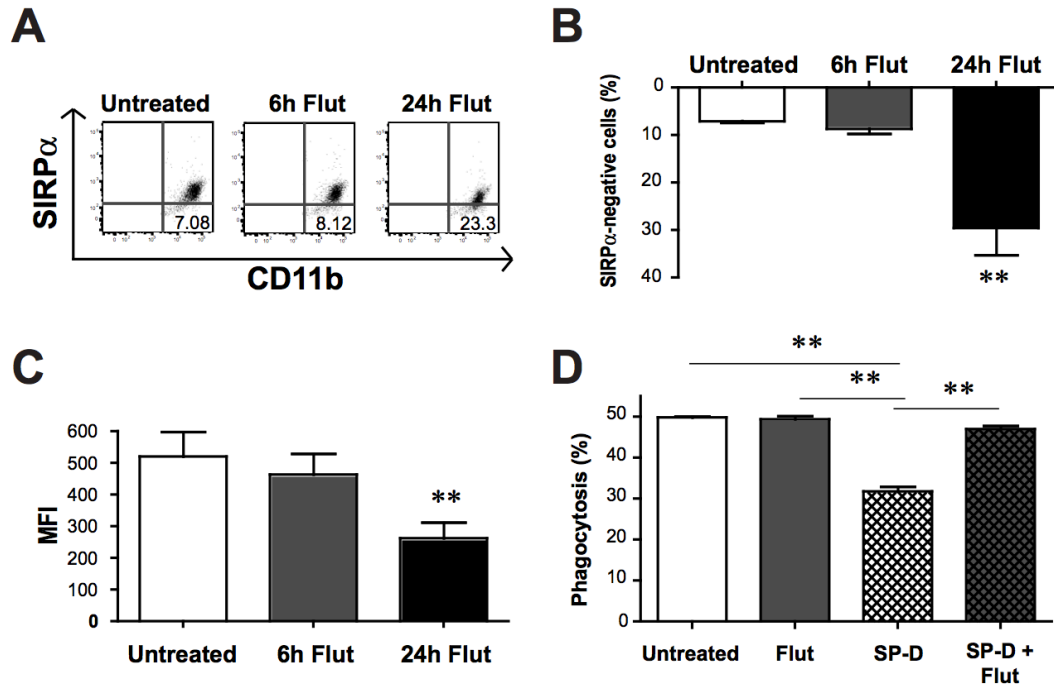 A
Untreated 6h Flut 24h Flut
SIRPα
7.08 8.12 23.3
CD11b
B
Untreated 6h Flut 24h Flut
SIRPα-negative cells (%)
0
10
20
30
40
**
C
MFI
600
500
400
300
200
100
0
**
Untreated 6h Flut 24h Flut
D
**
** **
Phagocytosis (%)
50
40
30
20
10
0
Untreated Flut SP-D SP-D +
Flut